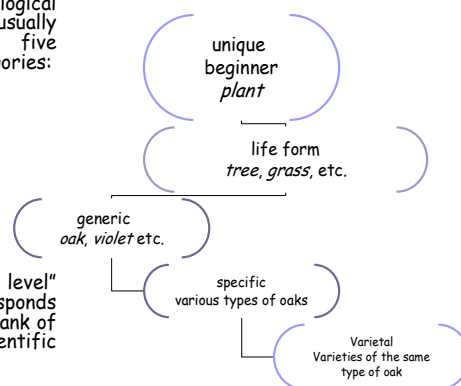 ological
usually
five
ories:
unique
beginner
plant
life form
tree, grass, etc.
generic
oak, violet etc.
level”
sponds
ank of
entific
specific
various types of oaks
Varietal
Varieties of the same
type of oak